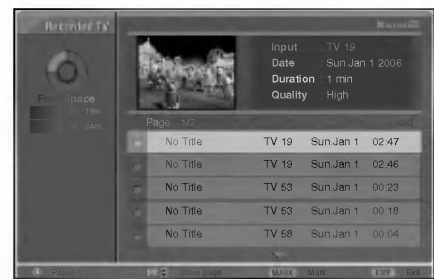 Recorded TV
Input : TV 19
Date : Sun.Jan 1 2006
Duration : 1 min
Quality : High
Free Space
19m
5h 24m
Page 1/2
No Title TV 19 Sun.Jan 1 02:47
No Title TV 19 Sun.Jan 1 02:46
No Title TV 53 Sun.Jan 1 00:23
No Title TV 53 Sun.Jan 1 00:18
No Title TV 58 Sun.Jan 1 00:04
Move page MARK Mark EXIT Exit